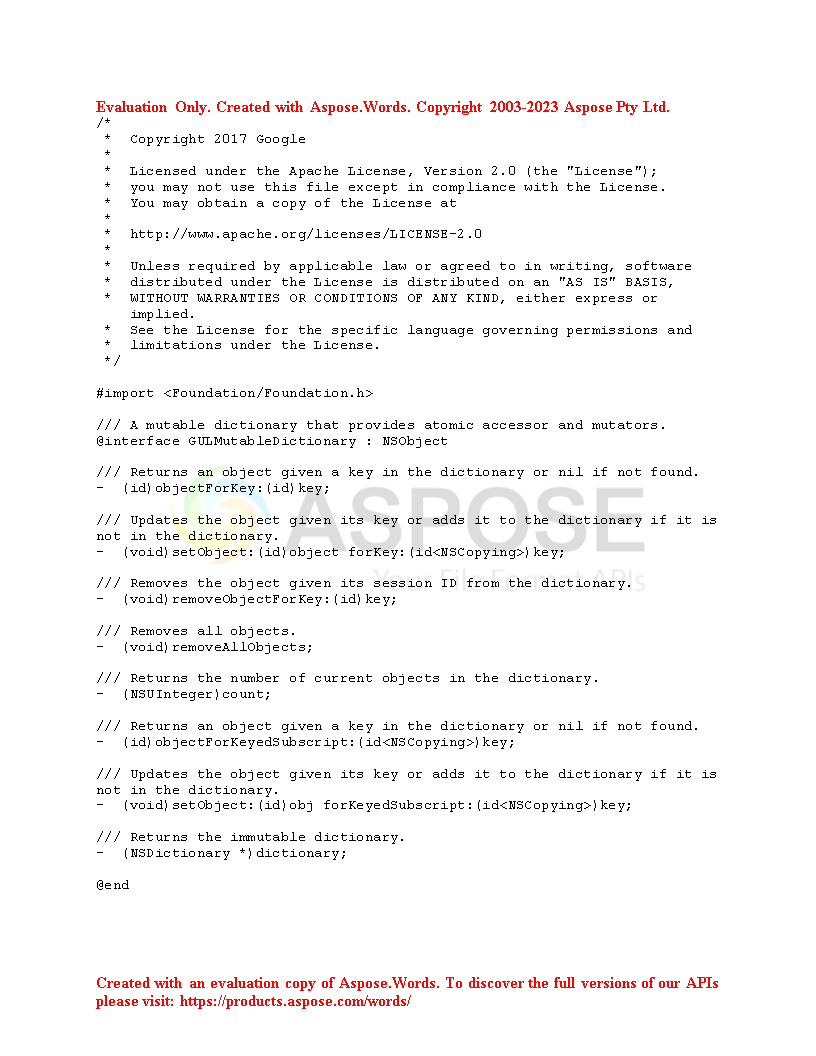 Evaluation Only. Created with Aspose.Words. Copyright 2003-2023 Aspose Pty Ltd.
/*
 *  Copyright 2017 Google
 *
 *  Licensed under the Apache License, Version 2.0 (the "License");
 *  you may not use this file except in compliance with the License.
 *  You may obtain a copy of the License at
 *
 *  http://www.apache.org/licenses/LICENSE-2.0
 *
 *  Unless required by applicable law or agreed to in writing, software
 *  distributed under the License is distributed on an "AS IS" BASIS,
 *  WITHOUT WARRANTIES OR CONDITIONS OF ANY KIND, either express or
    implied.
 *  See the License for the specific language governing permissions and
 *  limitations under the License.
 */

#import <Foundation/Foundation.h>

/// A mutable dictionary that provides atomic accessor and mutators.
@interface GULMutableDictionary : NSObject

/// Returns an object given a key in the dictionary or nil if not found.
-  (id)objectForKey:(id)key;

ASPOSE
/// Updates the object given its key or adds it to the dictionary if it is
not in the dictionary.
-  (void)setObject:(id)object forKey:(id<NSCopying>)key;

Your File Format APIs
/// Removes the object given its session ID from the dictionary.
-  (void)removeObjectForKey:(id)key;

/// Removes all objects.
-  (void)removeAllObjects;

/// Returns the number of current objects in the dictionary.
-  (NSUInteger)count;

/// Returns an object given a key in the dictionary or nil if not found.
-  (id)objectForKeyedSubscript:(id<NSCopying>)key;

/// Updates the object given its key or adds it to the dictionary if it is
not in the dictionary.
-  (void)setObject:(id)obj forKeyedSubscript:(id<NSCopying>)key;

/// Returns the immutable dictionary.
-  (NSDictionary *)dictionary;

@end

Created with an evaluation copy of Aspose.Words. To discover the full versions of our APIs
please visit: https://products.aspose.com/words/